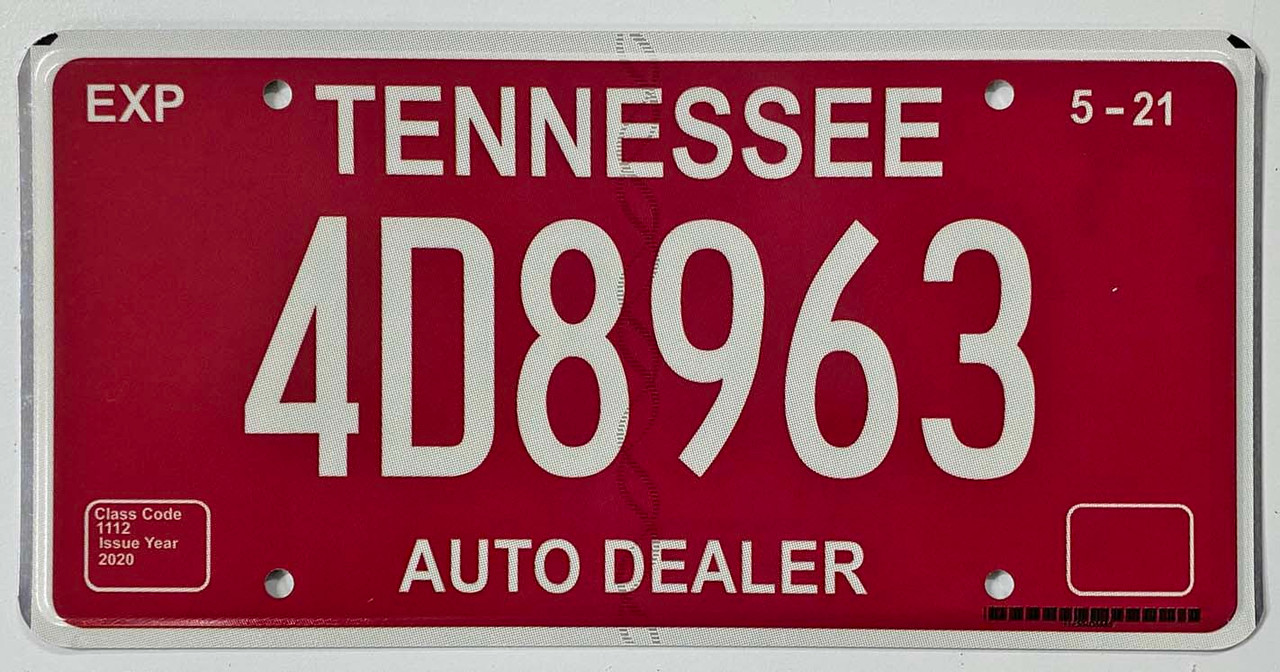 EXP TENNESSEE 5-21
4D8963
Class Code
1112
Issue Year
2020
AUTO DEALER